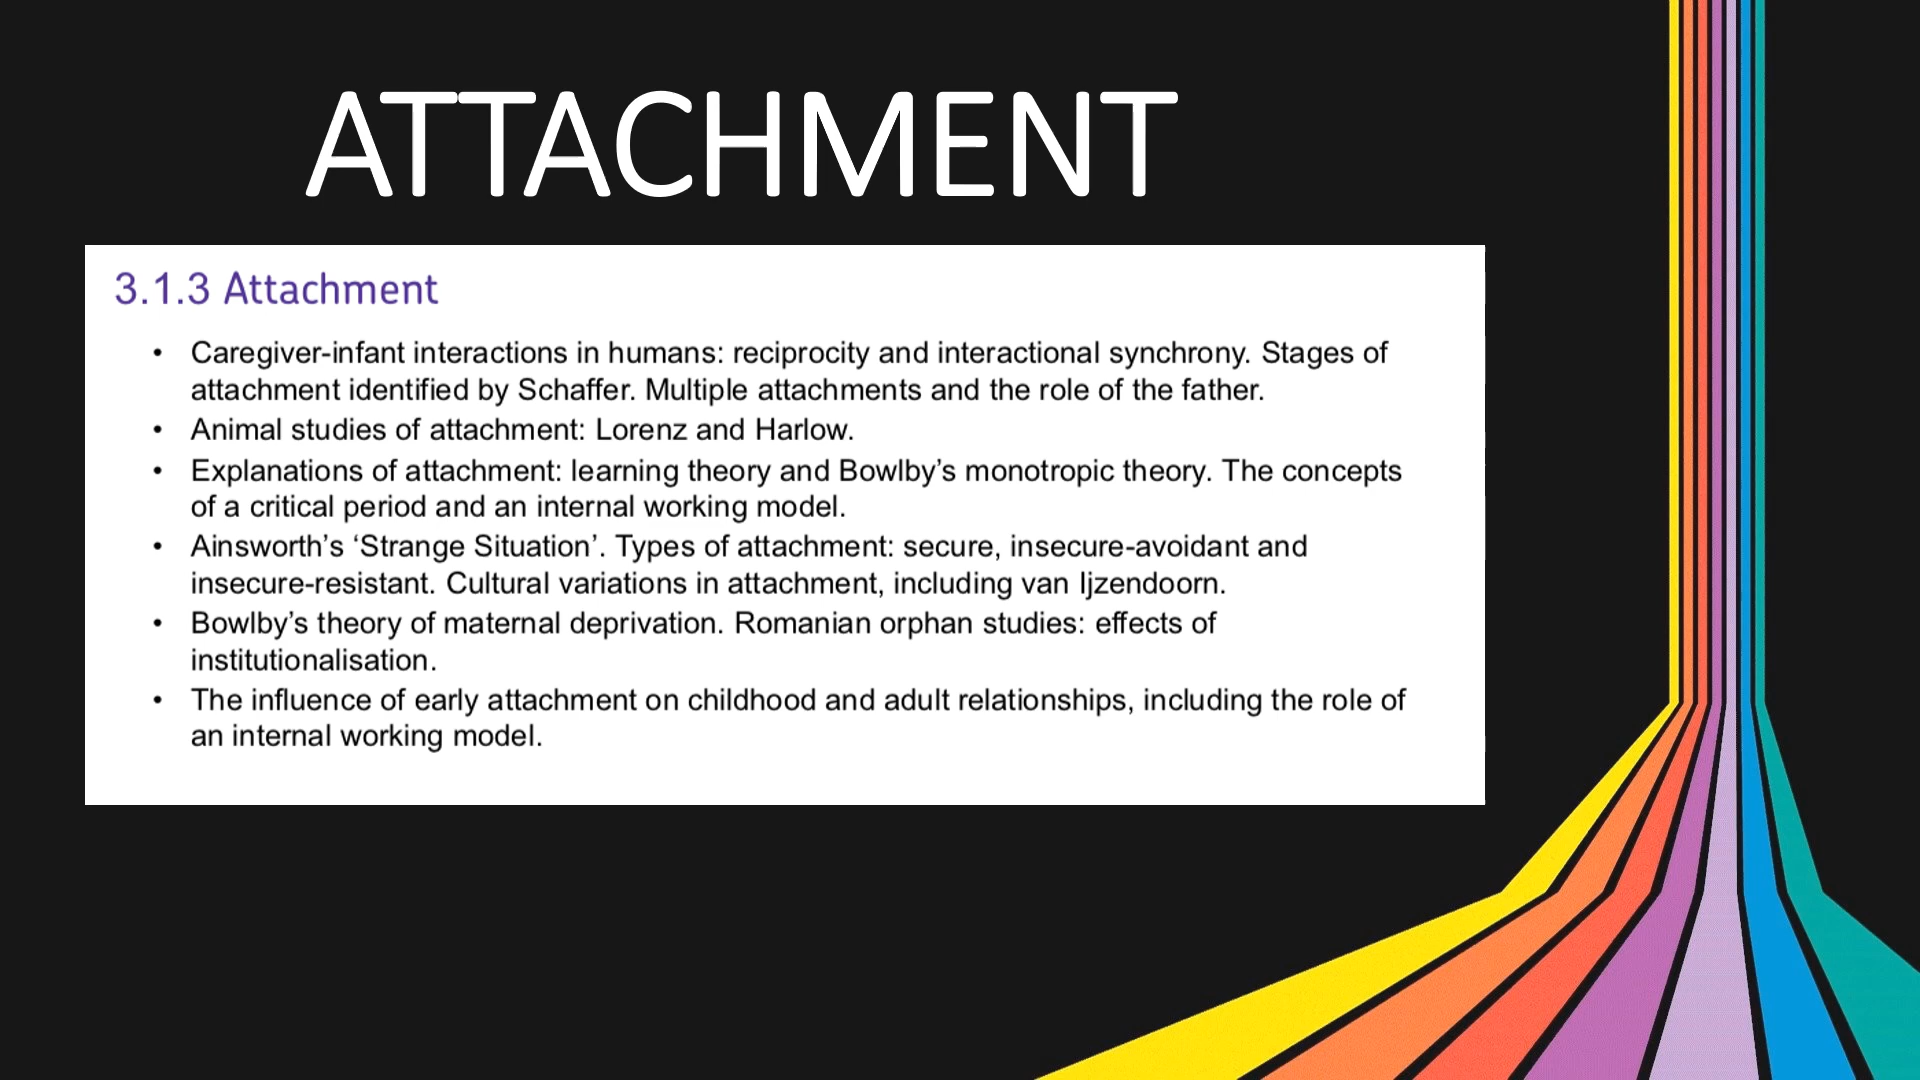 ATTACHMENT
3.1.3 Attachment
• Caregiver-infant interactions in humans: reciprocity and interactional synchrony. Stages of
attachment identified by Schaffer. Multiple attachments and the role of the father.
• Animal studies of attachment: Lorenz and Harlow.
• Explanations of attachment: learning theory and Bowlby’s monotropic theory. The concepts
of a critical period and an internal working model.
• Ainsworth’s ‘Strange Situation’. Types of attachment: secure, insecure-avoidant and
insecure-resistant. Cultural variations in attachment, including van Ijzendoorn.
• Bowlby’s theory of maternal deprivation. Romanian orphan studies: effects of
institutionalisation.
• The influence of early attachment on childhood and adult relationships, including the role of
an internal working model.